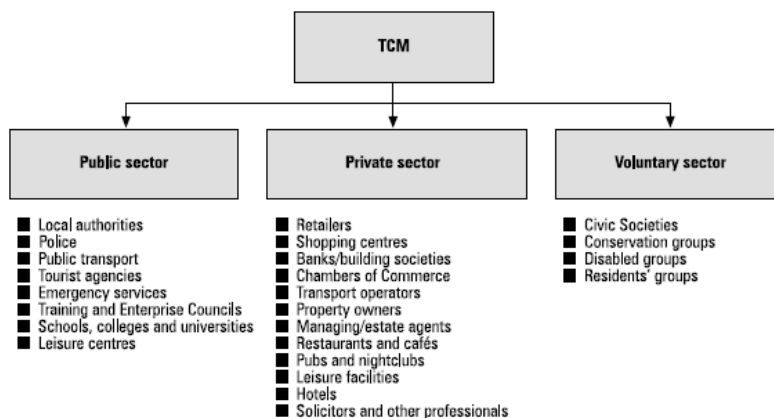 TCM
Public sector
Private sector
Voluntary sector
Local authorities
Police
Public transport
Tourist agencies
Emergency services
Training and Enterprise Councils
Schools, colleges and universities
Leisure centres
Retailers
Shopping centres
Banks/building societies
Chambers of Commerce
Transport operators
Property owners
Managing/estate agents
Restaurants and cafés
Pubs and nightclubs
Leisure facilities
Hotels
Solicitors and other professionals
Civic Societies
Conservation groups
Disabled groups
Residents' groups